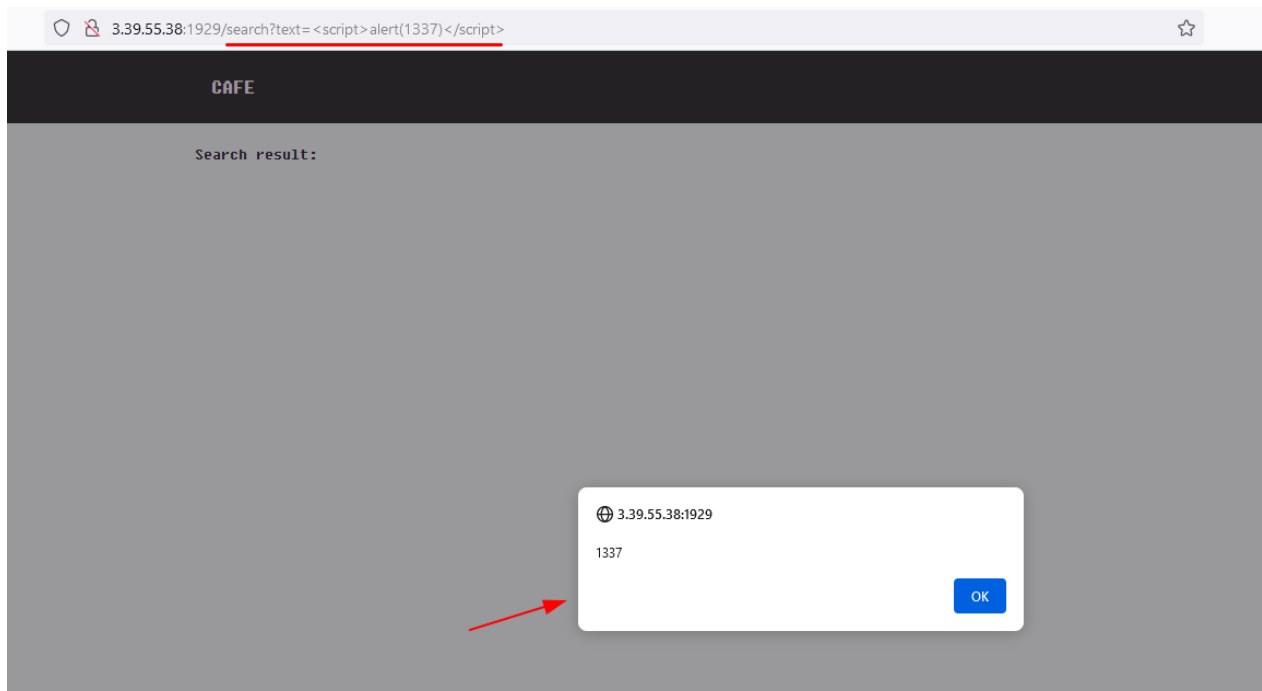 3.39.55.38:1929/search?text=<script>alert(1337)</script>
CAFE
Search result:
3.39.55.38:1929
1337
OK